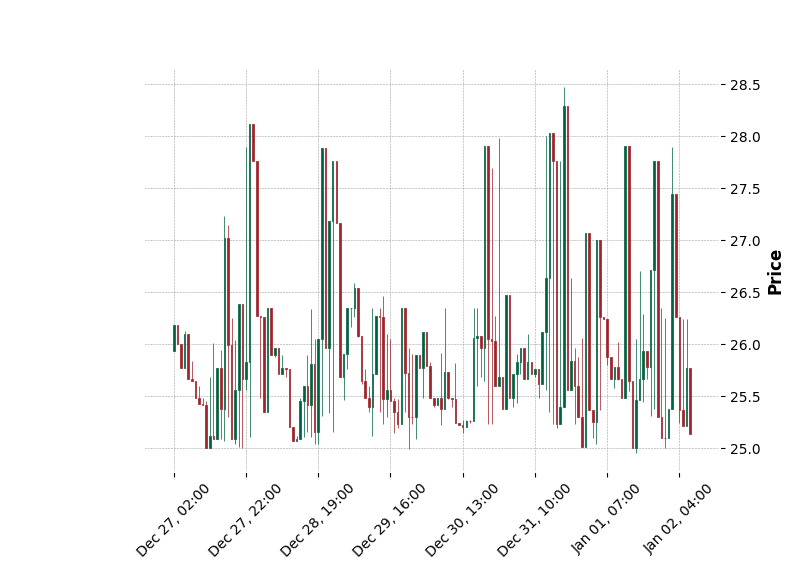 28.5
28.0
27.5
27.0
26.5
26.0
25.5
25.0
Price
Dec 27, 02:00
Dec 27, 22:00
Dec 28, 19:00
Dec 29, 16:00
Dec 30, 13:00
Dec 31, 10:00
Jan 01, 07:00
Jan 02, 04:00